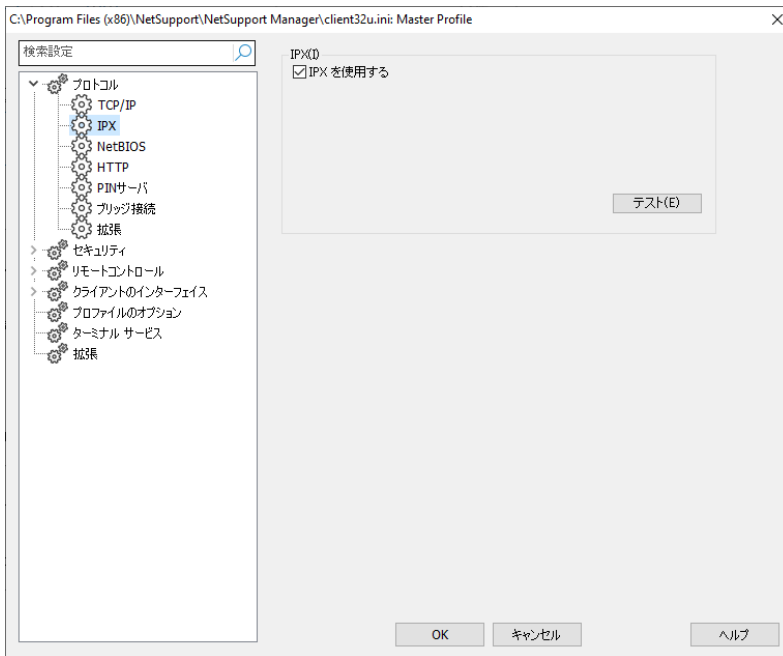 C:\Program Files (x86)\NetSupport\NetSupport Manager\client32u.ini: Master Profile
検索設定
プロトコル
TCP/IP
IPX
NetBIOS
HTTP
PINサーバ
ブリッジ接続
拡張
セキュリティ
リモートコントロール
クライアントのインターフェイス
プロファイルのオプション
ターミナル サービス
拡張
IPX(I)
IPX を使用する
テスト(E)
OK
キャンセル
ヘルプ